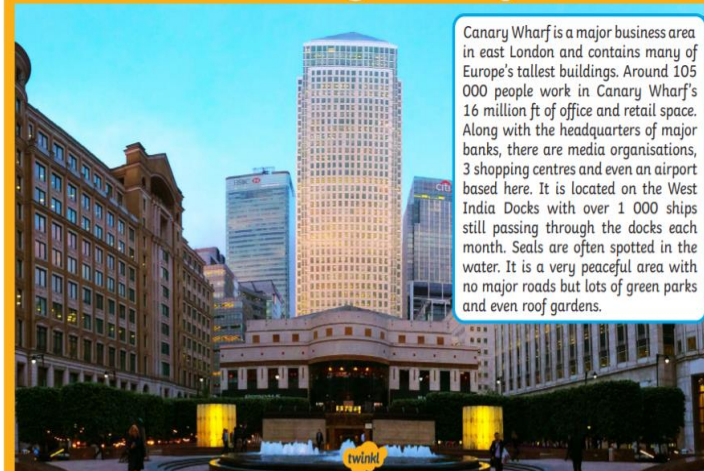 Canary Wharf is a major business area
in east London and contains many of
Europe's tallest buildings. Around 105
000 people work in Canary Wharf's
16 million ft of office and retail space.
Along with the headquarters of major
banks, there are media organisations,
3 shopping centres and even an airport
based here. It is located on the West
India Docks with over 1 000 ships
still passing through the docks each
month. Seals are often spotted in the
water. It is a very peaceful area with
no major roads but lots of green parks
and even roof gardens.
HSBC
citi
twinkl